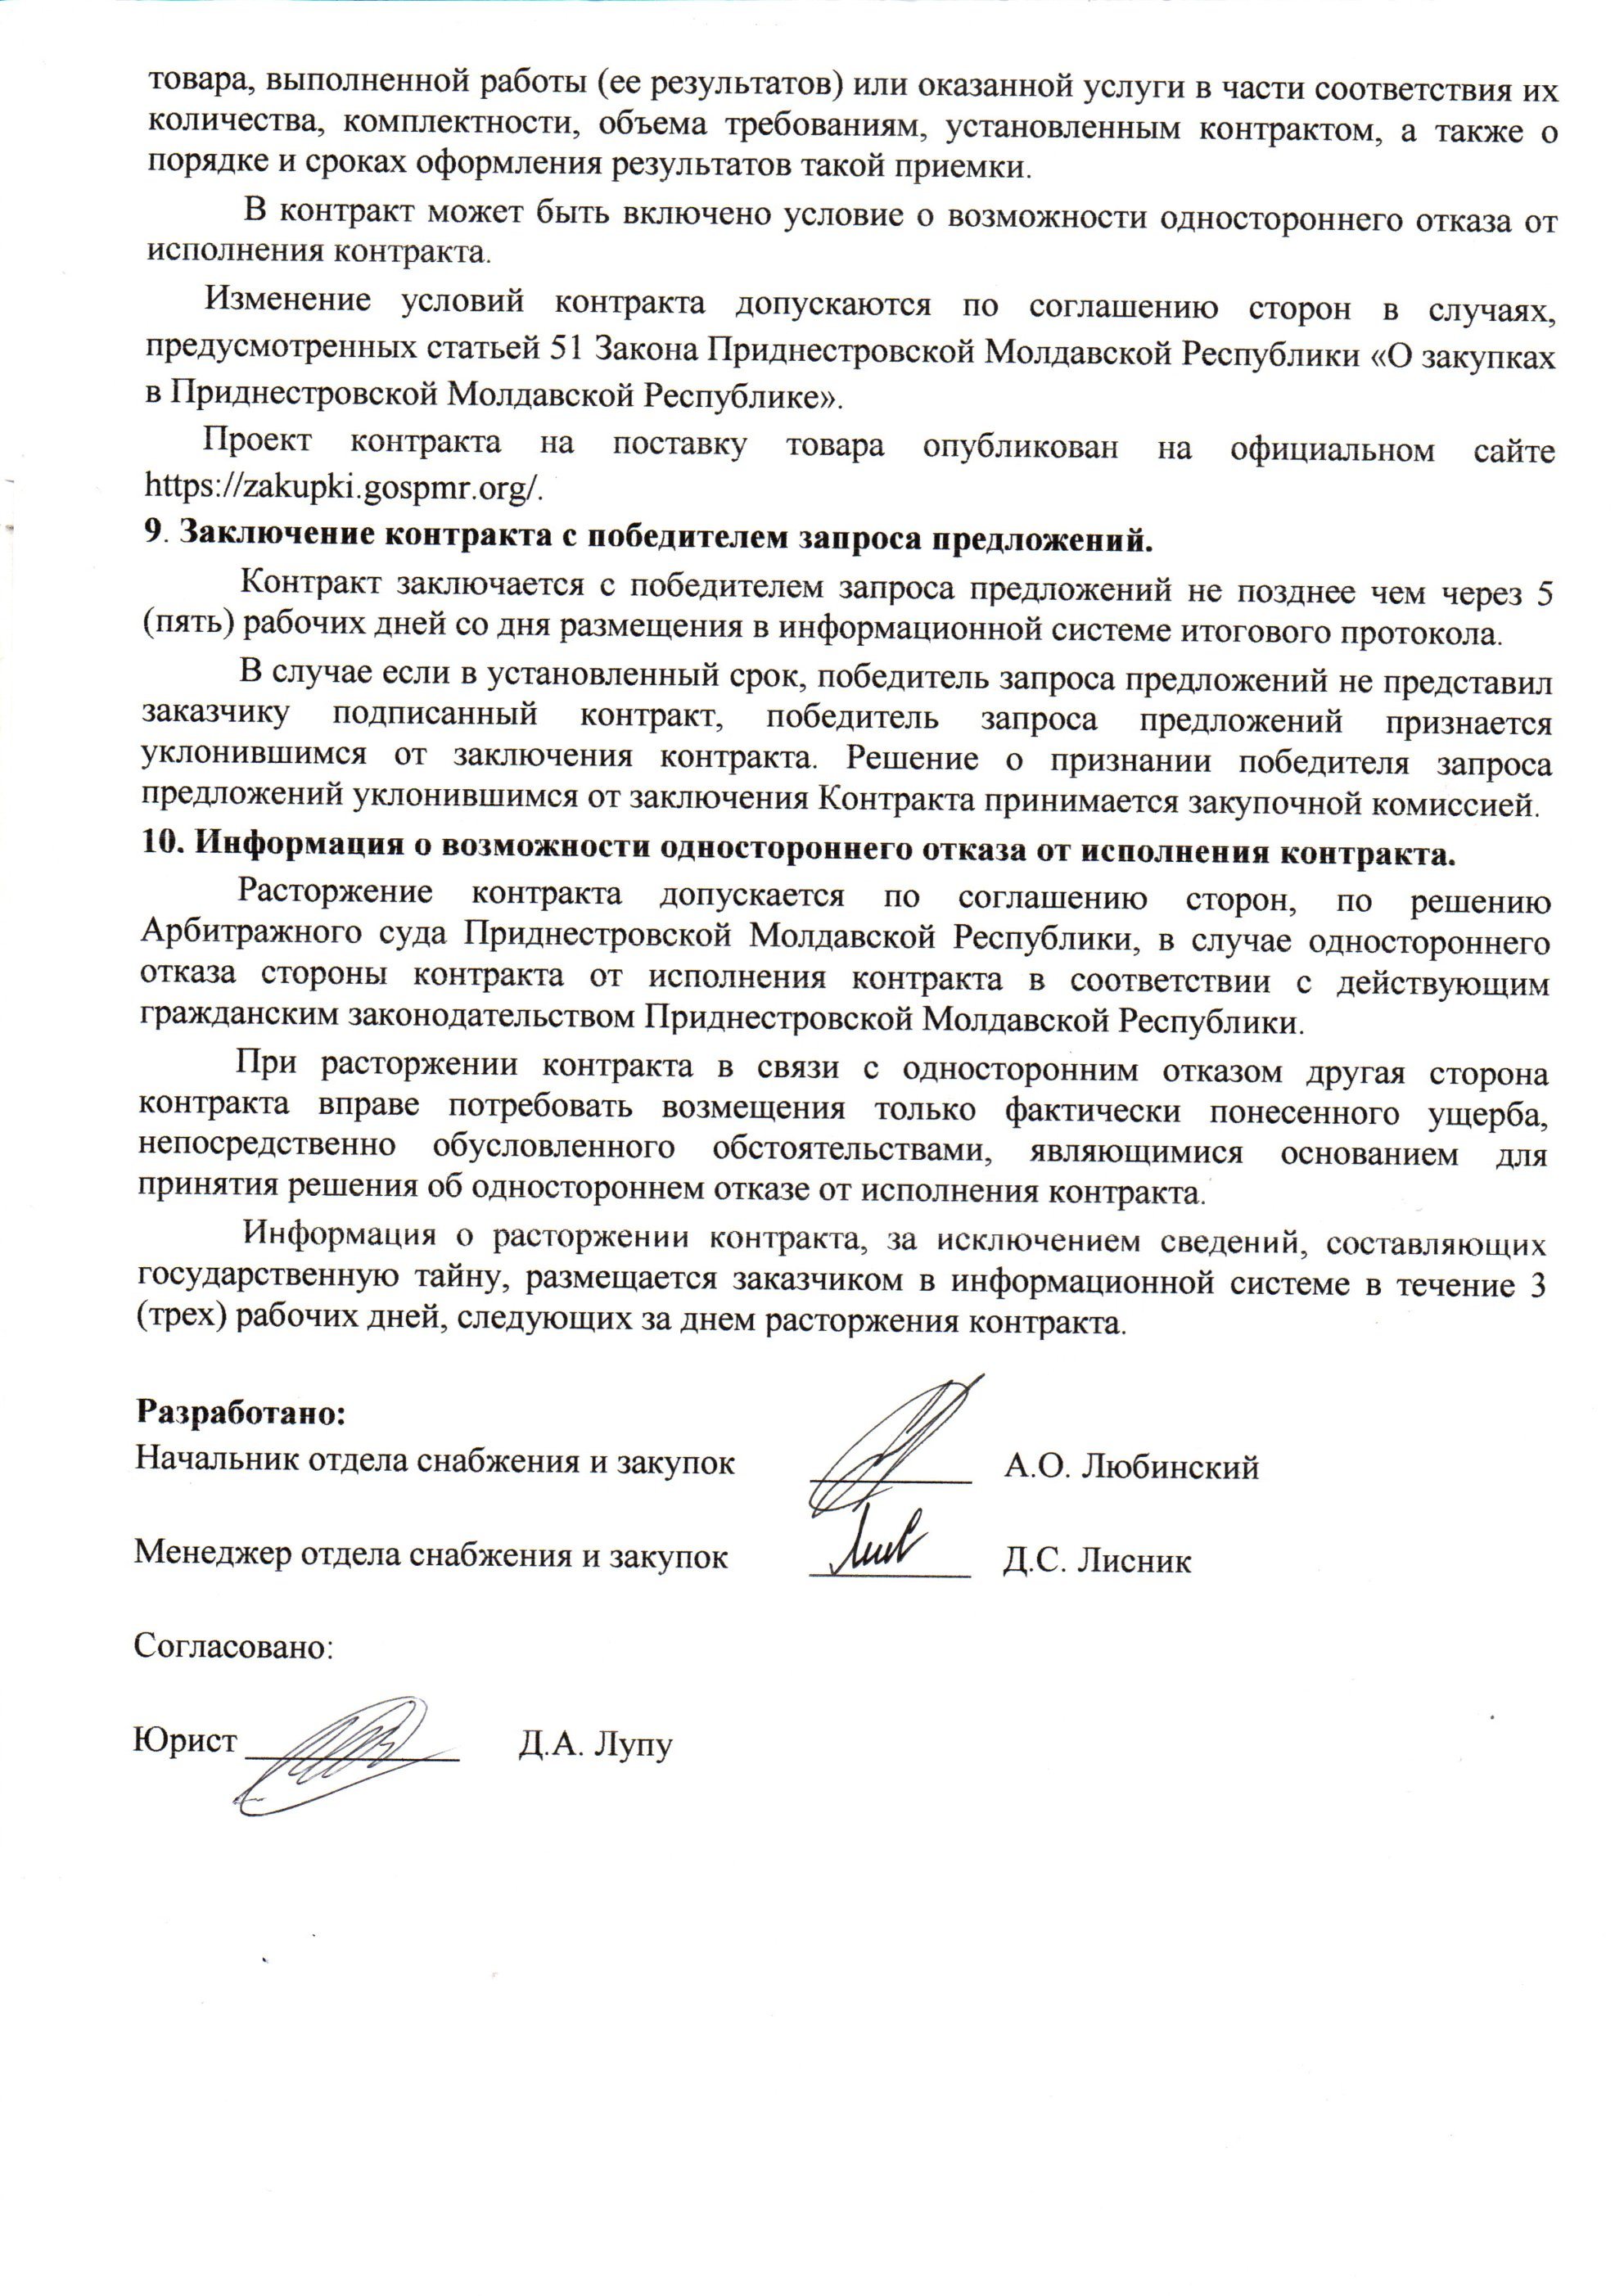 товара, выполненной работы (ее результатов) или оказанной услуги в части соответствия их
количества, комплектности, объема требованиям, установленным контрактом, а также о
порядке и сроках оформления результатов такой приемки.
В контракт может быть включено условие о возможности одностороннего отказа от
исполнения контракта.
Изменение условий контракта допускаются по соглашению сторон в случаях,
предусмотренных статьей 51 Закона Приднестровской Молдавской Республики «О закупках
в Приднестровской Молдавской Республике».
Проект контракта на поставку товара опубликован на официальном сайте
https://zakupki.gospmr.org/.
9. Заключение контракта с победителем запроса предложений.
Контракт заключается с победителем запроса предложений не позднее чем через 5
(пять) рабочих дней со дня размещения в информационной системе итогового протокола.
В случае если в установленный срок, победитель запроса предложений не представил
заказчику подписанный контракт, победитель запроса предложений признается
уклонившимся от заключения контракта. Решение о признании победителя запроса
предложений уклонившимся от заключения Контракта принимается закупочной комиссией.
10. Информация о возможности одностороннего отказа от исполнения контракта.
Расторжение контракта допускается по соглашению сторон, по решению
Арбитражного суда Приднестровской Молдавской Республики, в случае одностороннего
отказа стороны контракта от исполнения контракта в соответствии с действующим
гражданским законодательством Приднестровской Молдавской Республики.
При расторжении контракта в связи с односторонним отказом другая сторона
контракта вправе потребовать возмещения только фактически понесенного ущерба,
непосредственно обусловленного обстоятельствами, являющимися основанием для
принятия решения об одностороннем отказе от исполнения контракта.
Информация о расторжении контракта, за исключением сведений, составляющих
государственную тайну, размещается заказчиком в информационной системе в течение 3
(трех) рабочих дней, следующих за днем расторжения контракта.
Разработано:
Начальник отдела снабжения и закупок А.О. Любинский
Менеджер отдела снабжения и закупок Д.С. Лисник
Согласовано:
Юрист Д.А. Лупу